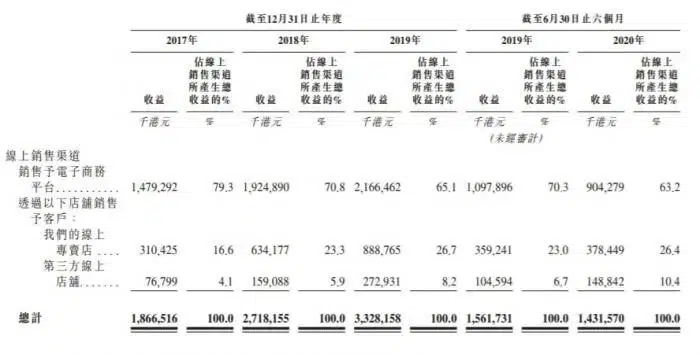 截至12月31日止年度 截至6月30日止六個月
2017年 2018年 2019年 2019年 2020年
佔線上 佔線上 佔線上 佔線上 佔線上
銷售渠道 銷售渠道 銷售渠道 銷售渠道 銷售渠道
所產生總 所產生總 所產生總 所產生總 所產生總
收益 收益的% 收益 收益的% 收益 收益的% 收益 收益的% 收益 收益的%
千港元 % 千港元 % 千港元 % 千港元 % 千港元 %
(未經審計)
線上銷售渠道
銷售予電子商務
平台........... 1,479,292 79.3 1,924,890 70.8 2,166,462 65.1 1,097,896 70.3 904,279 63.2
透過以下店舖銷售
予客戶：
我們的線上
專賣店 .... 310,425 16.6 634,177 23.3 888,765 26.7 359,241 23.0 378,449 26.4
第三方線上
店舖....... 76,799 4.1 159,088 5.9 272,931 8.2 104,594 6.7 148,842 10.4
總計 1,866,516 100.0 2,718,155 100.0 3,328,158 100.0 1,561,731 100.0 1,431,570 100.0